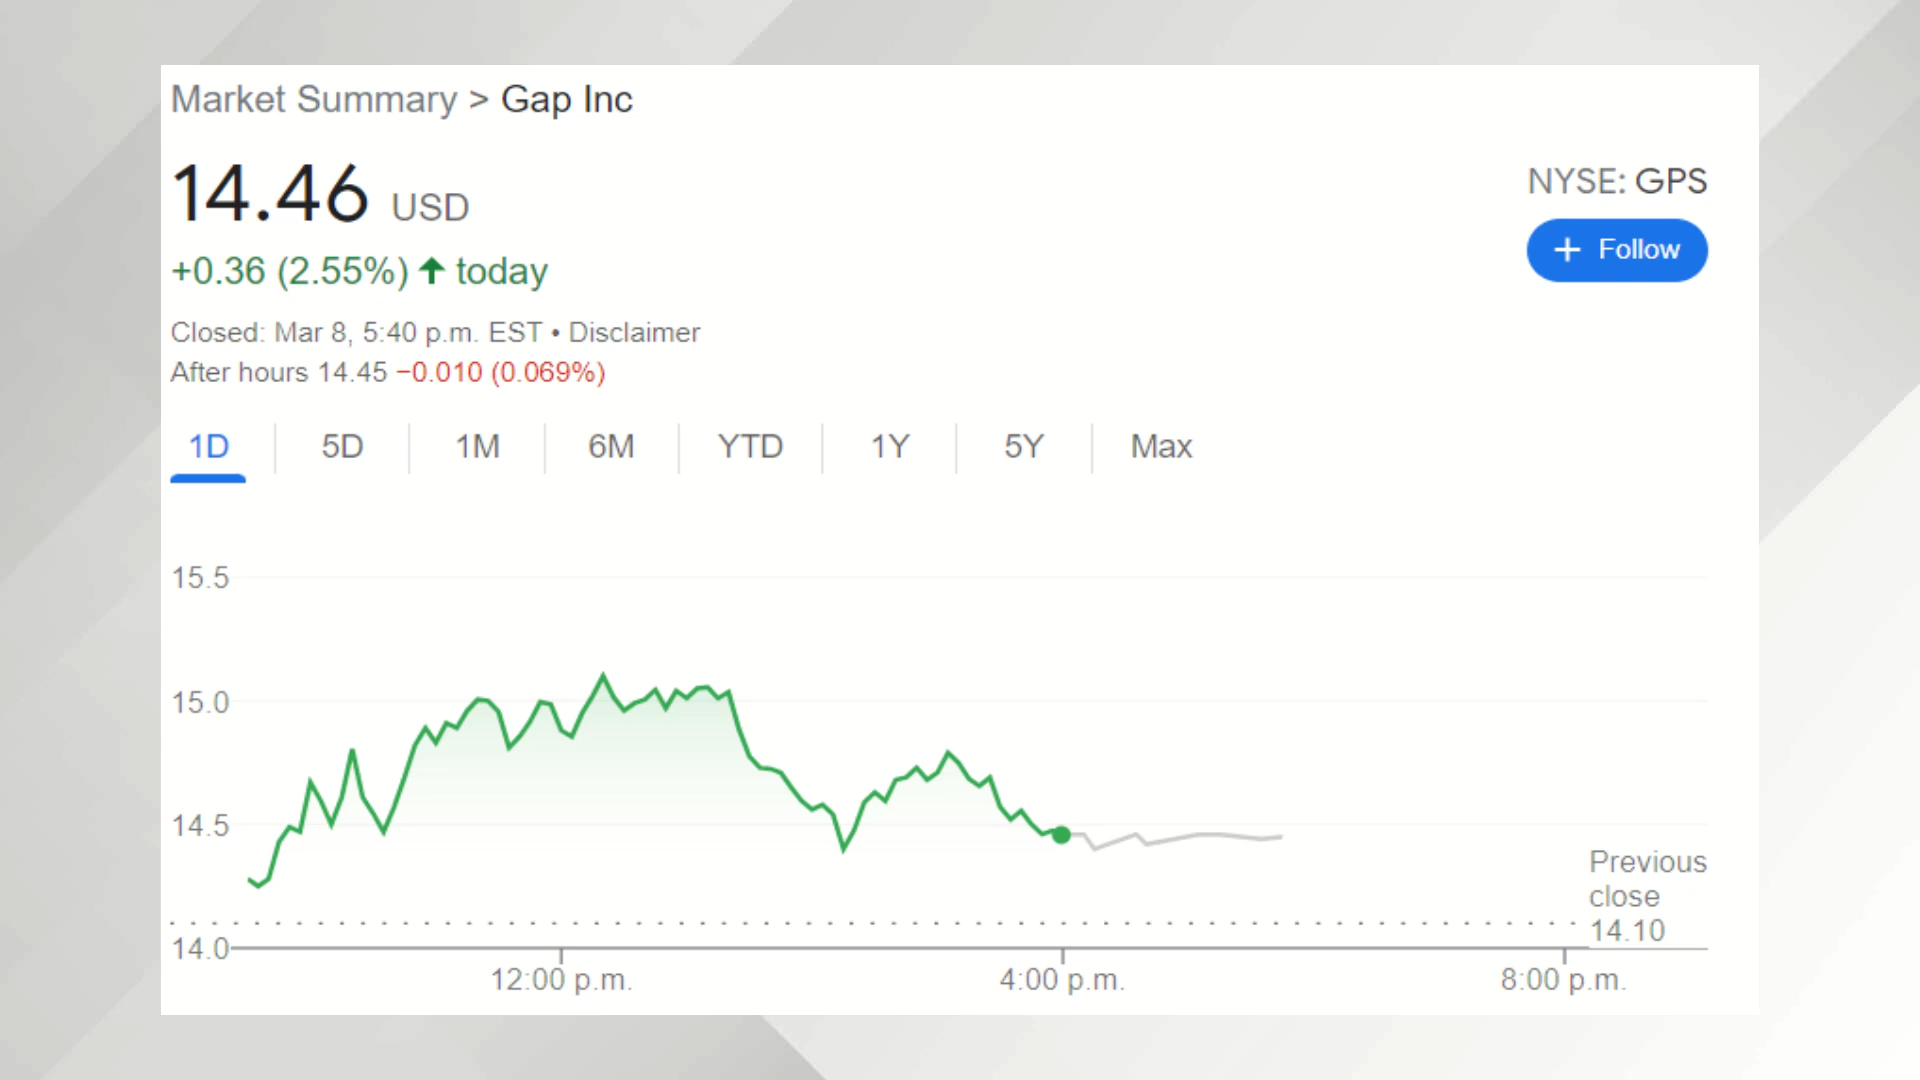 Market Summary > Gap Inc
14.46 USD
NYSE: GPS
+ Follow
+0.36 (2.55%) ↑ today
Closed: Mar 8, 5:40 p.m. EST • Disclaimer
After hours 14.45 −0.010 (0.069%)
1D 5D 1M 6M YTD 1Y 5Y Max
15.5
15.0
14.5
14.0
Previous
close
14.10
12:00 p.m. 4:00 p.m. 8:00 p.m.